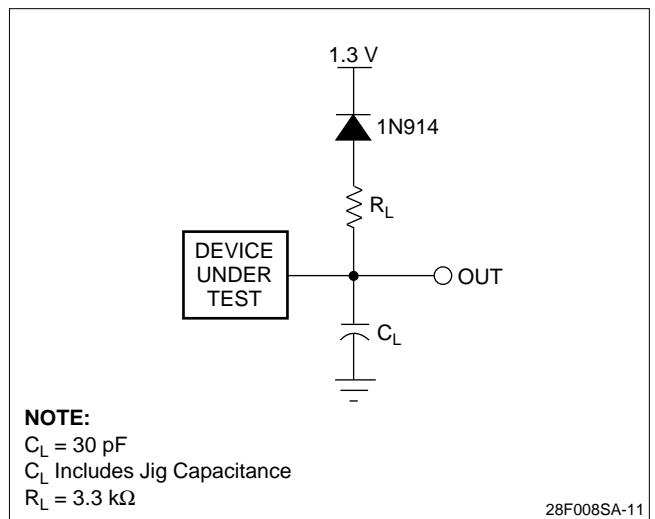 1.3 V
1N914
R_L
DEVICE
UNDER
TEST
OUT
C_L
NOTE:
C_L = 30 pF
C_L Includes Jig Capacitance
R_L = 3.3 kΩ
28F008SA-11